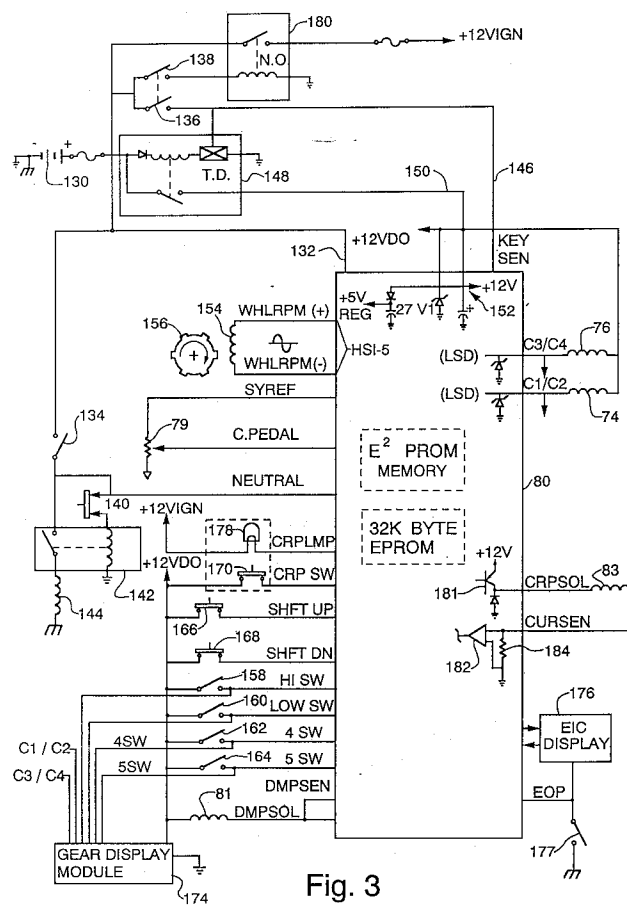 180
+12VIGN
138
N.O.
136
152
- +
130
T.D.
148
150
146
+12VDO
132
KEY
SEN
+12V
+5V
REG
27 V1
152
154
WHLRPM (+)
156
HSI-5
WHLRPM(-)
(LSD)
C3/C4
76
(LSD)
C1/C2
74
SYREF
79
C.PEDAL
134
E2 PROM
MEMORY
NEUTRAL
140
80
+12VIGN
178
CRPLMP
32K BYTE
EPROM
142
+12VDO
170
CRP SW
+12V
181
CRPSOL
83
144
166
SHFT UP
CURSEN
168
SHFT DN
182
184
158
HI SW
160
LOW SW
176
EIC
DISPLAY
C1 / C2
4SW
162
4 SW
C3 / C4
5SW
164
5 SW
DMPSEN
EOP
81
DMPSOL
177
GEAR DISPLAY
MODULE
174
Fig. 3